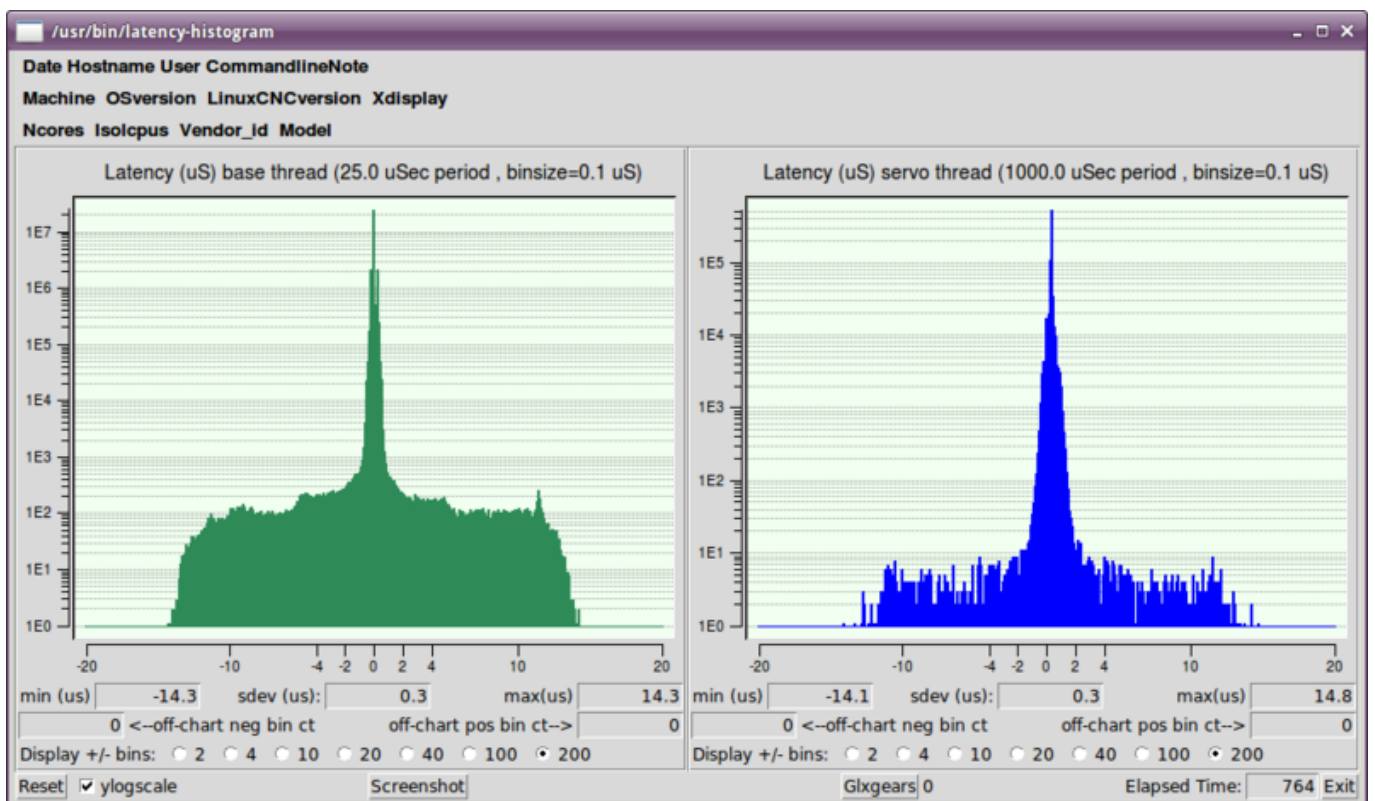 /usr/bin/latency-histogram
Date Hostname User CommandlineNote
Machine OSversion LinuxCNCversion Xdisplay
Ncores Isolcpus Vendor_id Model
Latency (uS) base thread (25.0 uSec period , binsize=0.1 uS)
1E7
1E6
1E5
1E4
1E3
1E2
1E1
1E0
-20 -10 -4 -2 0 2 4 10 20
min (us) -14.3 sdev (us): 0.3 max(us) 14.3
0 <--off-chart neg bin ct off-chart pos bin ct--> 0
Display +/- bins: 2 4 10 20 40 100 200
Latency (uS) servo thread (1000.0 uSec period , binsize=0.1 uS)
1E5
1E4
1E3
1E2
1E1
1E0
-20 -10 -4 -2 0 2 4 10 20
min (us) -14.1 sdev (us): 0.3 max(us) 14.8
0 <--off-chart neg bin ct off-chart pos bin ct--> 0
Display +/- bins: 2 4 10 20 40 100 200
Reset ylogscale Screenshot Glxgears 0 Elapsed Time: 764 Exit